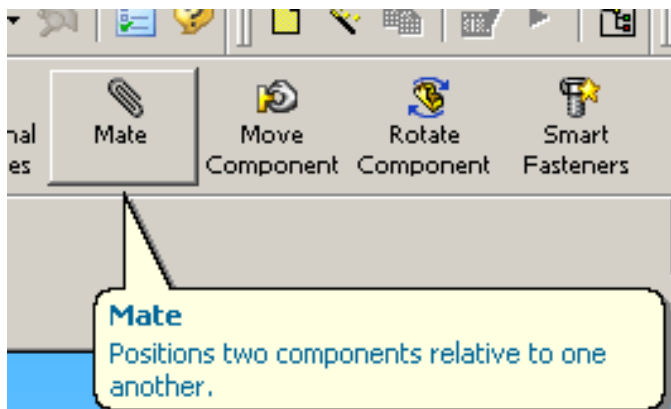 nal
es
Mate
Move
Component
Rotate
Component
Smart
Fasteners
Mate
Positions two components relative to one
another.